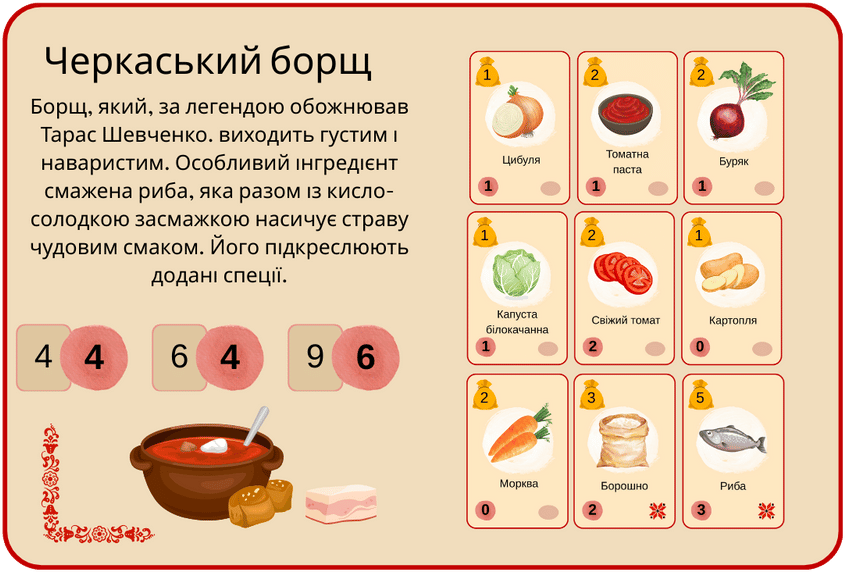 Черкаський борщ
Борщ, який, за легендою обожнював
Тарас Шевченко. виходить густим і
наваристим. Особливий інгредієнт
смажена риба, яка разом із кисло-
солодкою засмажкою насичує страву
чудовим смаком. Його підкреслюють
додані спеції.
4 4 6 4 9 6
1
Цибуля
1
2
Томатна
паста
1
2
Буряк
1
1
Капуста
білокачанна
1
2
Свіжий томат
2
1
Картопля
0
2
Морква
0
3
Борошно
2
5
Риба
3